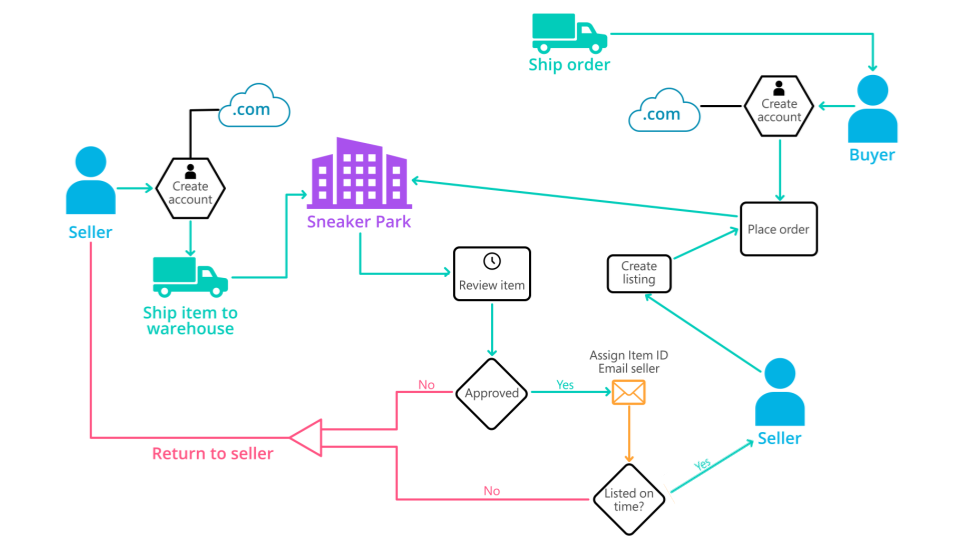 Ship order
.com
Create
account
Buyer
.com
Create
account
Seller
Sneaker Park
Place order
Create
listing
Review item
Ship item to
warehouse
Assign Item ID
Email seller
No
Approved
Yes
Seller
Return to seller
Yes
No
Listed on
time?